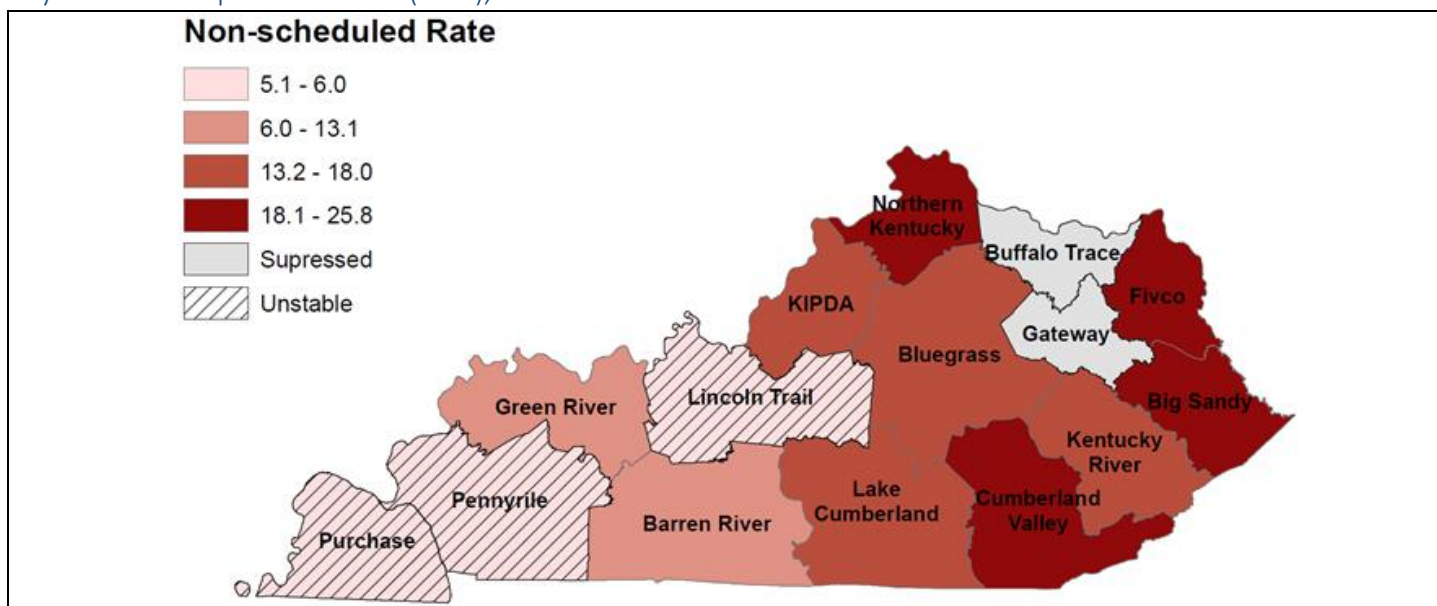 Non-scheduled Rate
5.1 - 6.0
6.0 - 13.1
13.2 - 18.0
18.1 - 25.8
Supressed
Unstable
Northern
Kentucky
Buffalo Trace
Fivco
KIPDA
Gateway
Bluegrass
Lincoln Trail
Big Sandy
Green River
Kentucky
River
Lake
Cumberland
Cumberland
Valley
Pennyrile
Barren River
Purchase